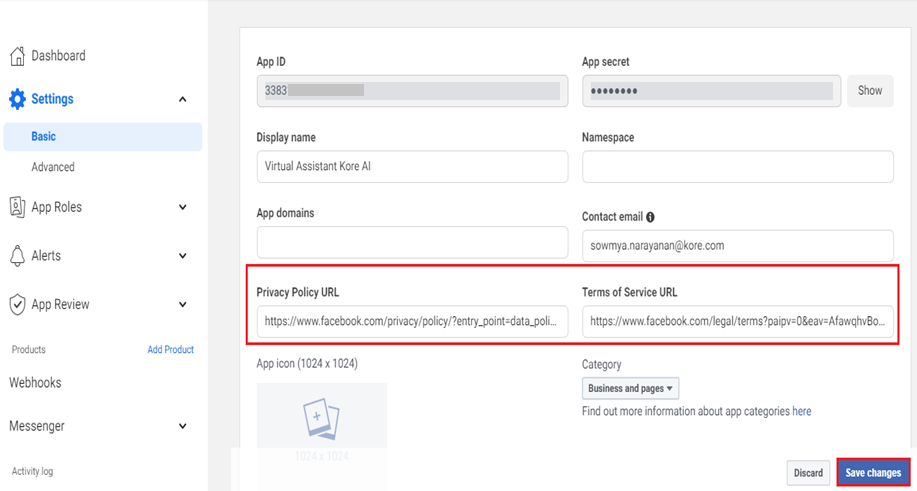 Dashboard
Settings
Basic
Advanced
App Roles
Alerts
App Review
Products
Add Product
Webhooks
Messenger
Activity log
App ID
App secret
3383
••••••••
Show
Display name
Namespace
Virtual Assistant Kore AI
App domains
Contact email
sowmya.narayanan@kore.com
Privacy Policy URL
Terms of Service URL
https://www.facebook.com/privacy/policy/?entry_point=data_poli...
https://www.facebook.com/legal/terms?paipv=0&eav=AfawqhvBo...
App icon (1024 x 1024)
Category
Business and pages
Find out more information about app categories here
1024 x 1024
Discard
Save changes